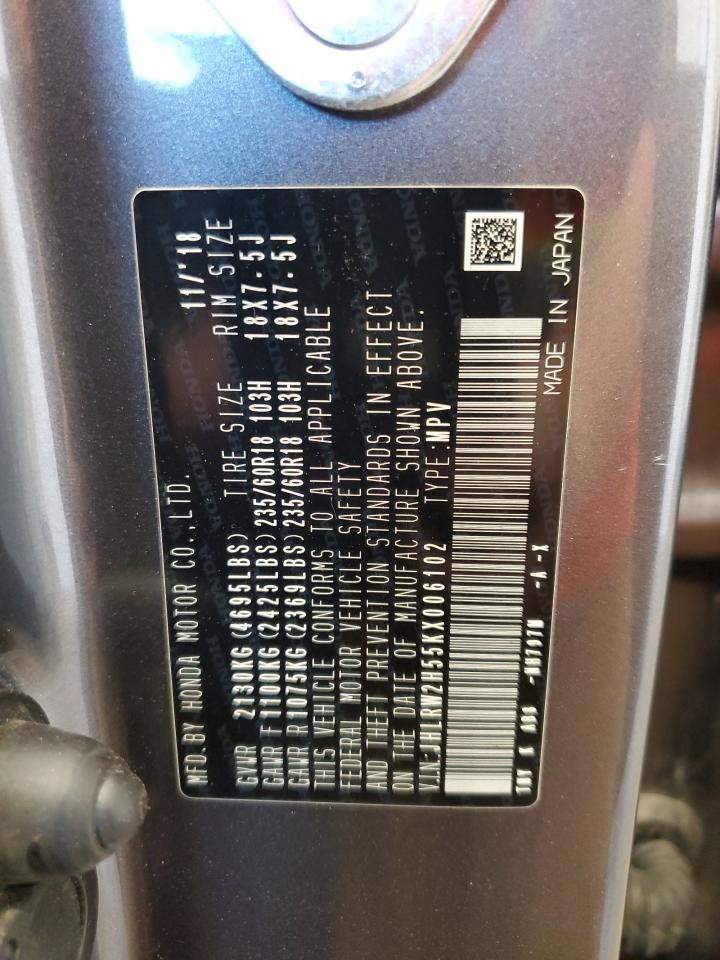 MFD.BY HONDA MOTOR CO.,LTD. 11/'18
GVWR 2130KG(4695LBS) TIRE SIZE RIM SIZE
GAWR F 1100KG(2425LBS)235/60R18 103H 18X7.5J
GAWR R 1075KG(2369LBS)235/60R18 103H 18X7.5J
THIS VEHICLE CONFORMS TO ALL APPLICABLE
FEDERAL MOTOR VEHICLE SAFETY
AND THEFT PREVENTION STANDARDS IN EFFECT
ON THE DATE OF MANUFACTURE SHOWN ABOVE.
V.I.N:JHLRW2H55KX006102 TYPE:MPV
-A-X
MADE IN JAPAN